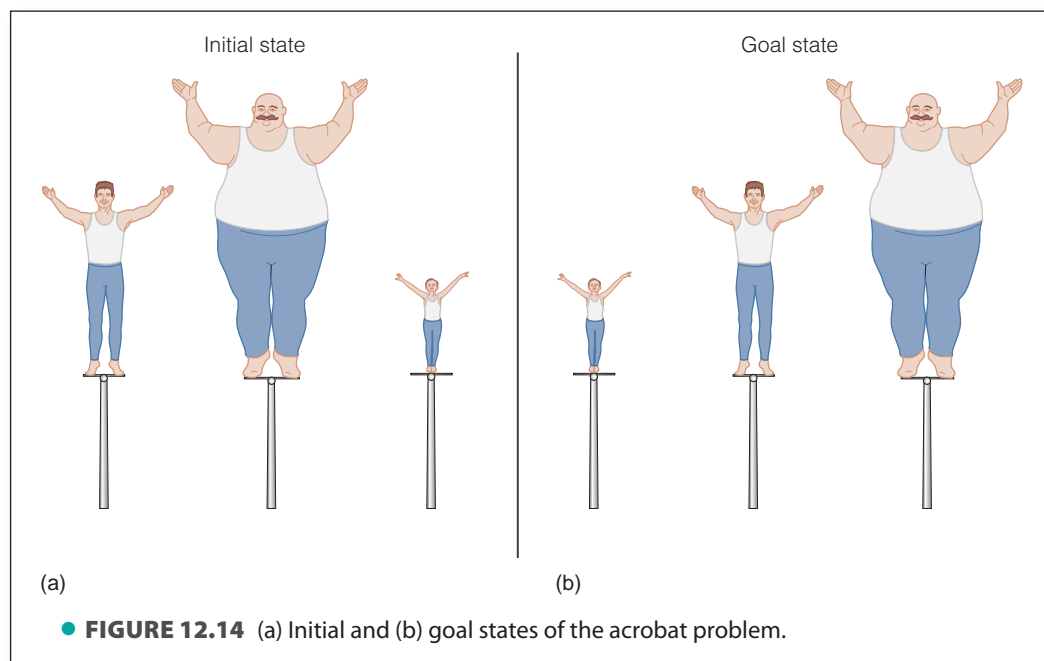 Initial state
Goal state
(a)
(b)
• FIGURE 12.14 (a) Initial and (b) goal states of the acrobat problem.